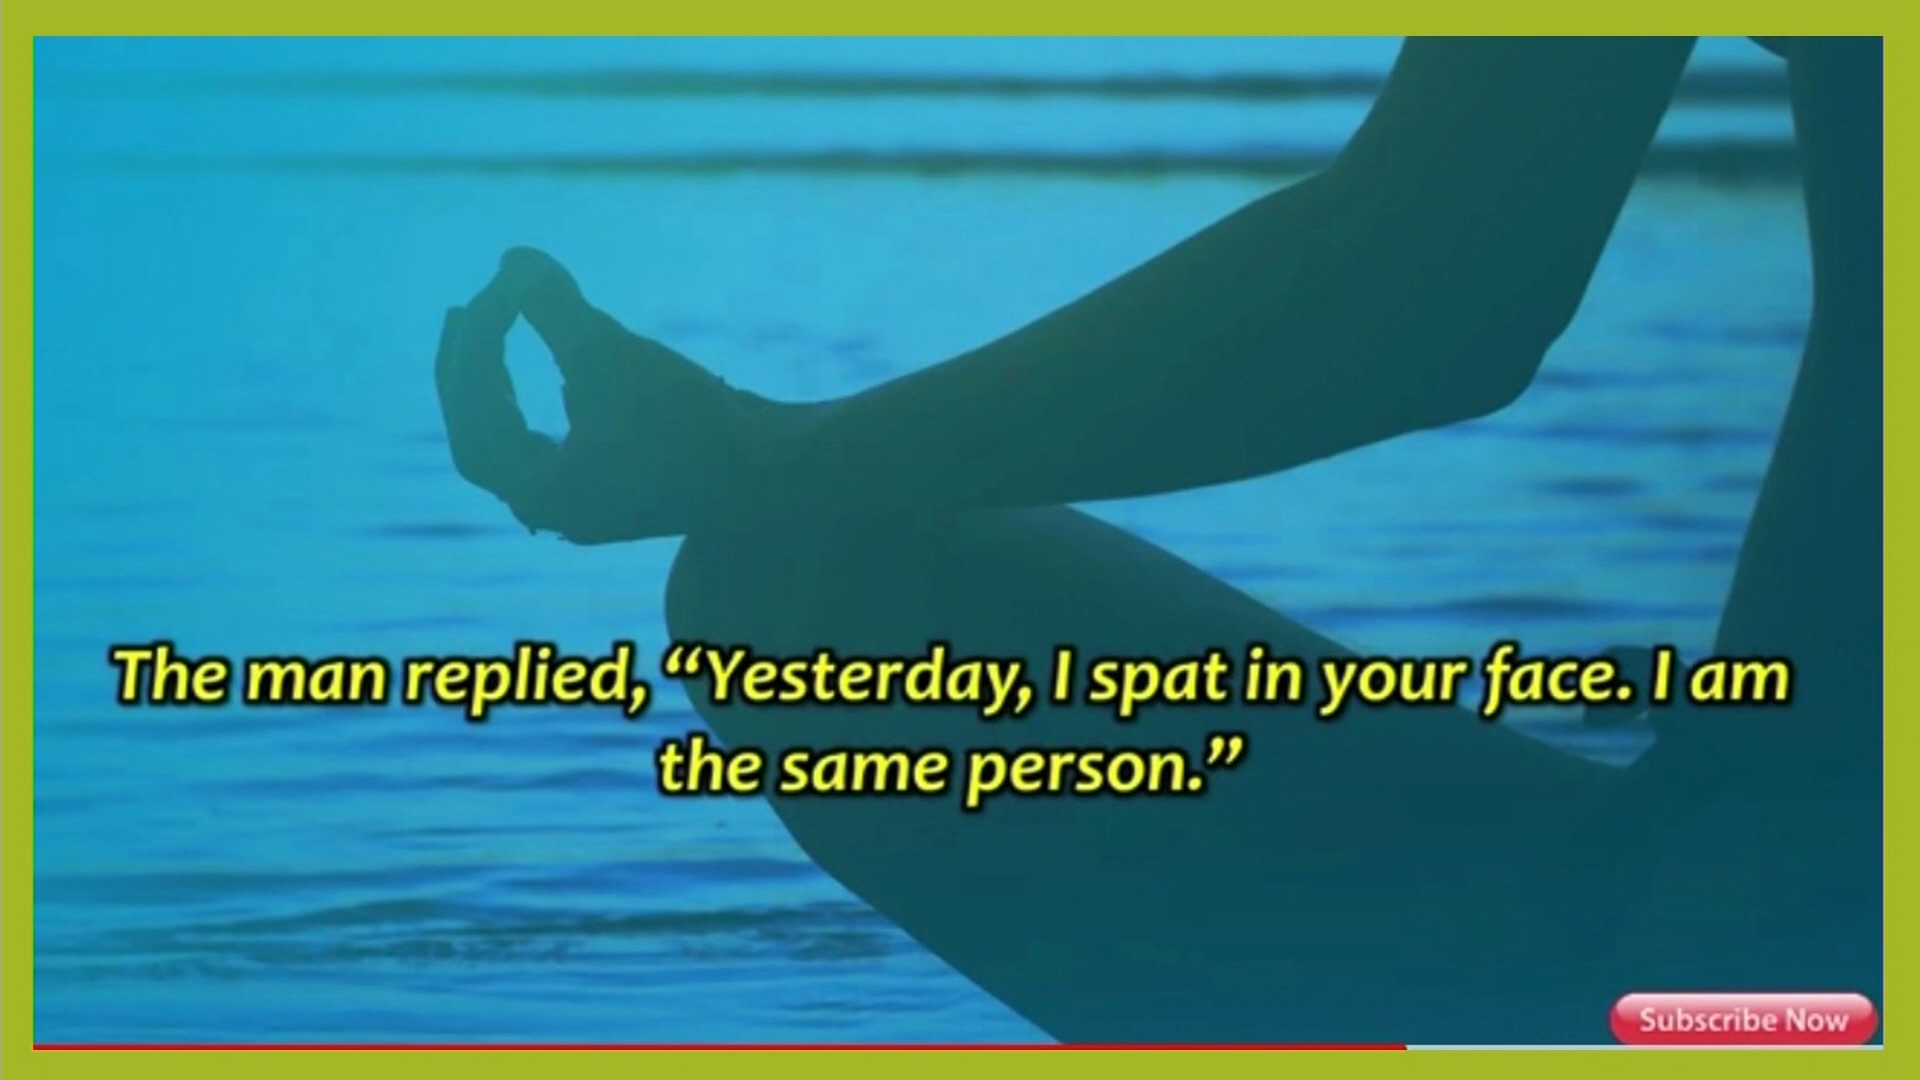 The man replied, “Yesterday, I spat in your face. I am
the same person.”
Subscribe Now